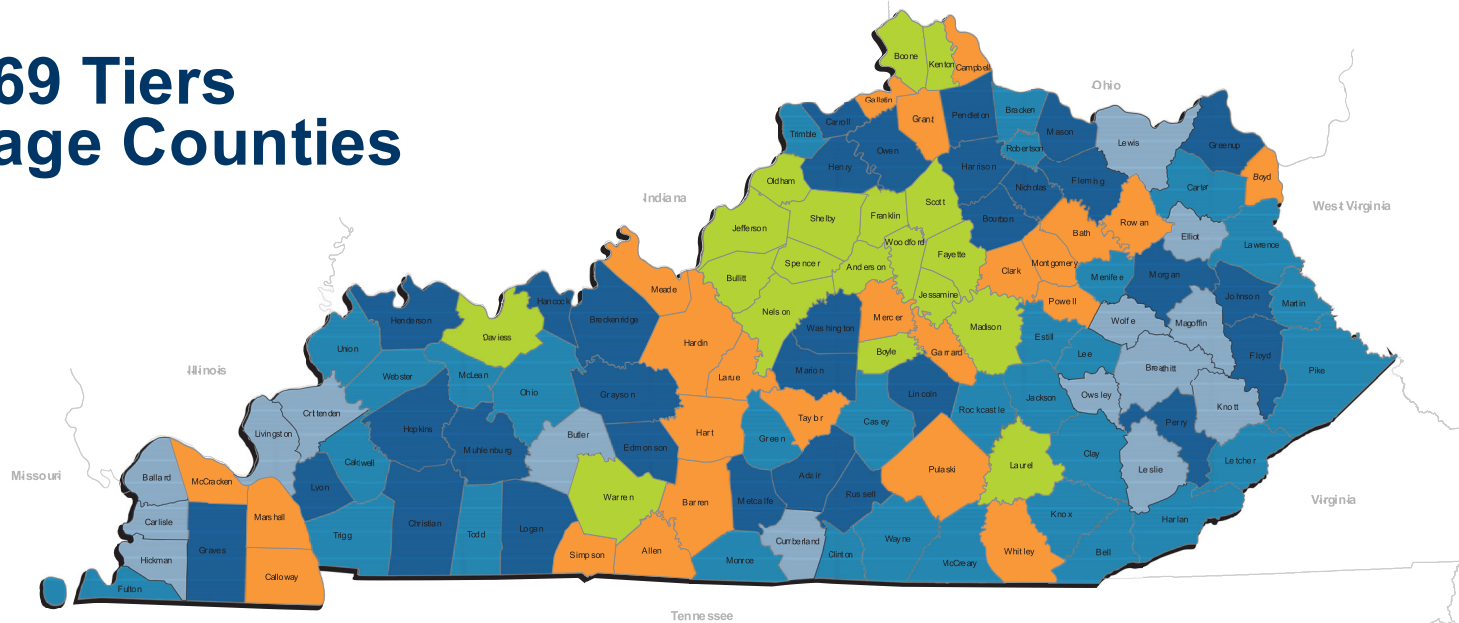 69 Tiers
age Counties
Boone
Kenton
Campbell
Ohio
Gallatin
Grant
Pendleton
Bracken
Carroll
Trimble
Owen
Mason
Robertson
Lewis
Greenup
Henry
Harrison
Nicholas
Fleming
Carter
Boyd
Oldham
Indiana
West Virginia
Scott
Shelby
Franklin
Bourbon
Jefferson
Bath
Rowan
Elliot
Lawrence
Woodford
Fayette
Spencer
Anderson
Clark
Montgomery
Menifee
Morgan
Bullitt
Meade
Jessamine
Powell
Johnson
Martin
Hancock
Nelson
Washington
Mercer
Madison
Wolfe
Magoffin
Henderson
Daviess
Breckenridge
Estill
Union
Hardin
Boyle
Garrard
Lee
Floyd
Illinois
Webster
McLean
Larue
Marion
Breathitt
Pike
Ohio
Grayson
Lincoln
Jackson
Owsley
Knott
Crittenden
Livingston
Taylor
Rockcastle
Casey
Perry
Hopkins
Hart
Green
Butler
Edmonson
Muhlenburg
Clay
Letcher
Caldwell
Laurel
Pulaski
Leslie
Missouri
Ballard
McCracken
Lyon
Adair
Russell
Warren
Barren
Metcalfe
Virginia
Carlisle
Marshall
Christian
Logan
Knox
Harlan
Trigg
Todd
Cumberland
Wayne
Graves
Simpson
Allen
Whitley
Bell
Hickman
Monroe
Clinton
McCreary
Calloway
Fulton
Tennessee